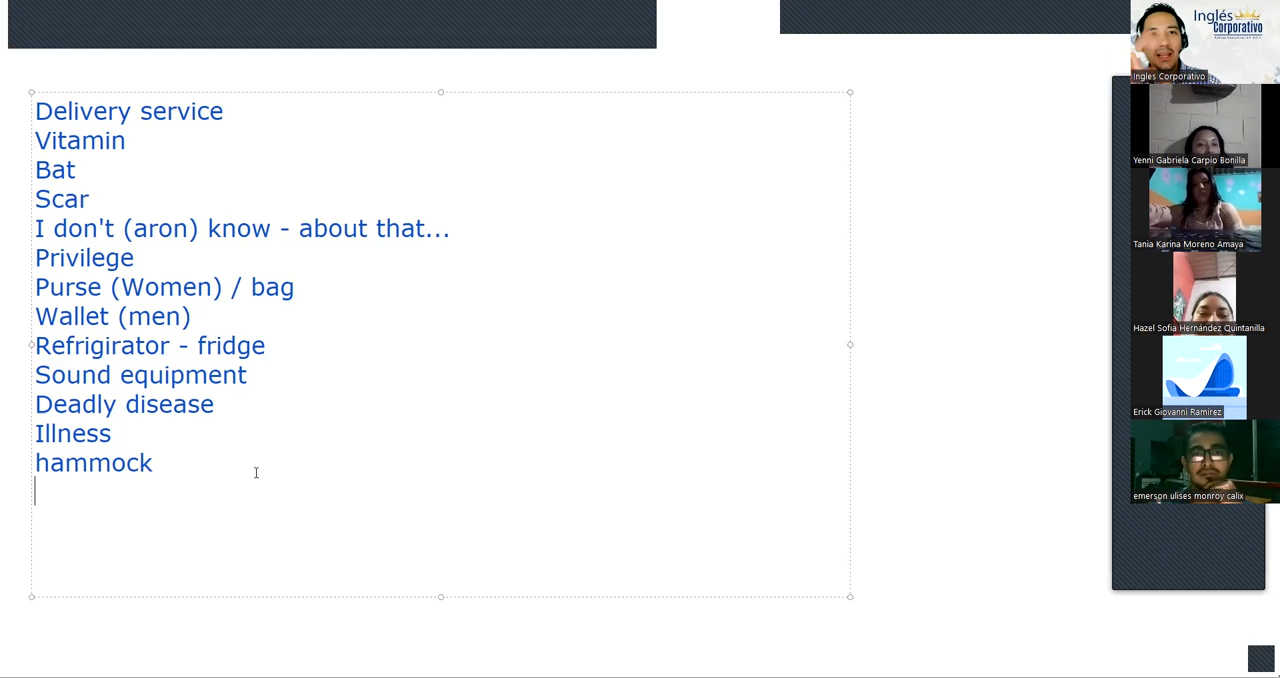 Delivery service
Vitamin
Bat
Scar
I don't (aron) know - about that...
Privilege
Purse (Women) / bag
Wallet (men)
Refrigirator - fridge
Sound equipment
Deadly disease
Illness
hammock
Inglés
Corporativo
Ingles Corporativo
Yenni Gabriela Carpio Bonilla
Tania Karina Moreno Amaya
Hazel Sofia Hernández Quintanilla
Erick Giovanni Ramirez
emerson ulises monroy calix